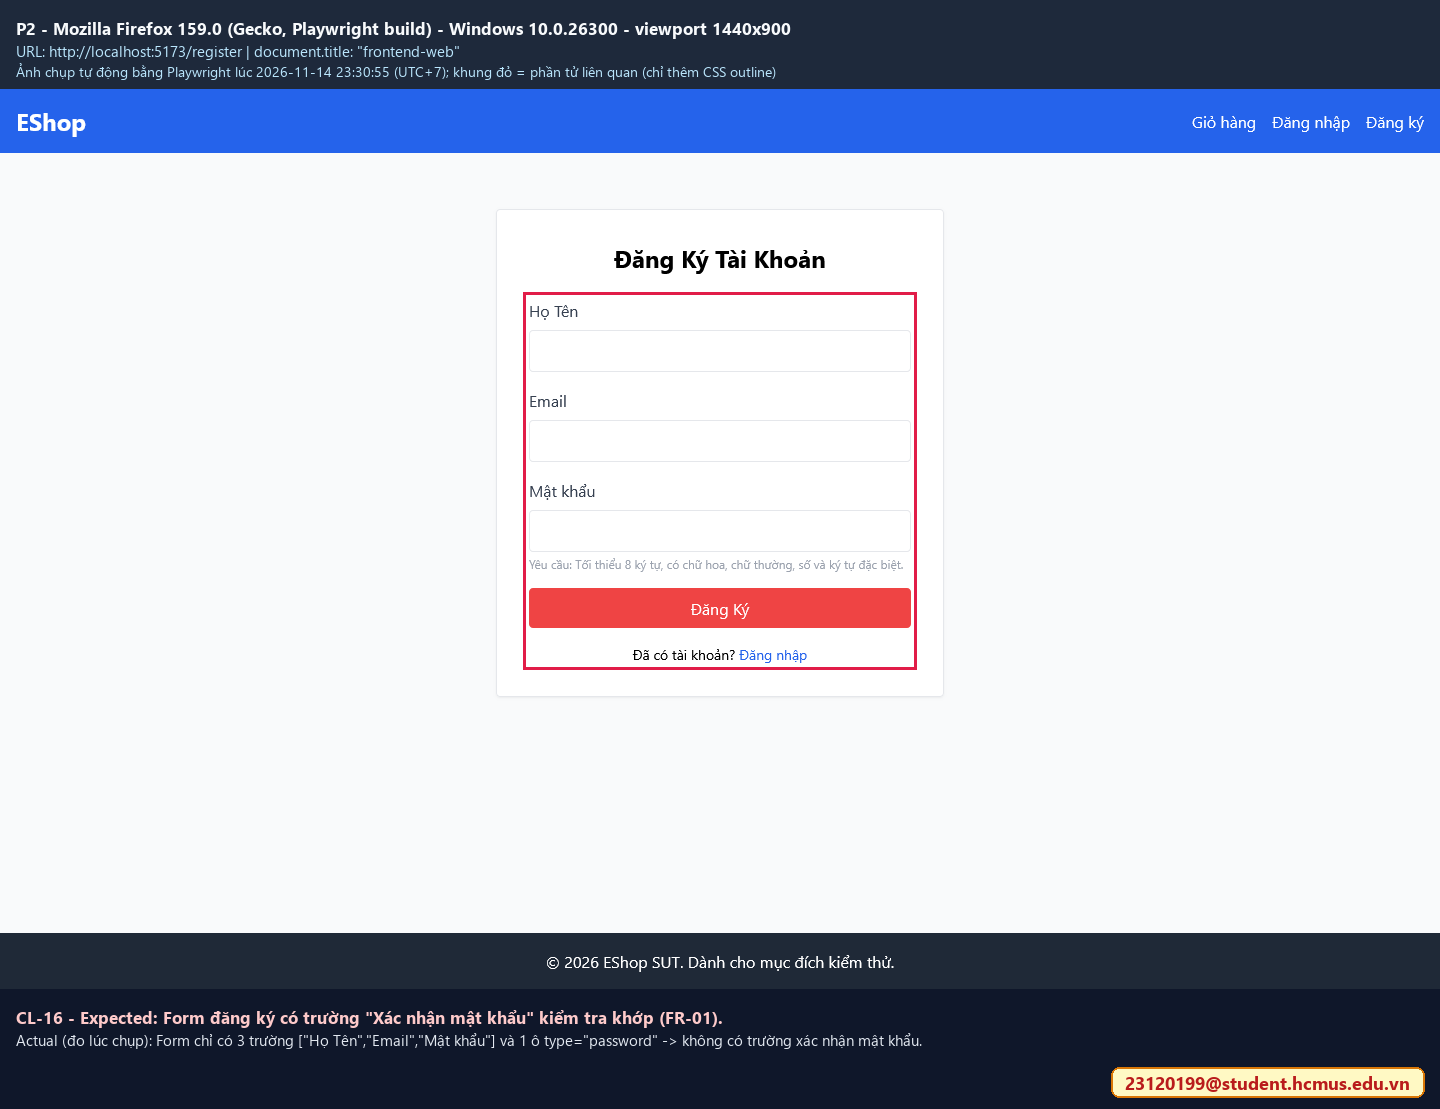 P2 - Mozilla Firefox 159.0 (Gecko, Playwright build) - Windows 10.0.26300 - viewport 1440x900
URL: http://localhost:5173/register | document.title: "frontend-web"
Ảnh chụp tự động bằng Playwright lúc 2026-11-14 23:30:55 (UTC+7); khung đỏ = phần tử liên quan (chỉ thêm CSS outline)
EShop
Giỏ hàng Đăng nhập Đăng ký
Đăng Ký Tài Khoản
Họ Tên
Email
Mật khẩu
Yêu cầu: Tối thiểu 8 ký tự, có chữ hoa, chữ thường, số và ký tự đặc biệt.
Đăng Ký
Đã có tài khoản? Đăng nhập
© 2026 EShop SUT. Dành cho mục đích kiểm thử.
CL-16 - Expected: Form đăng ký có trường "Xác nhận mật khẩu" kiểm tra khớp (FR-01).
Actual (đo lúc chụp): Form chỉ có 3 trường ["Họ Tên","Email","Mật khẩu"] và 1 ô type="password" -> không có trường xác nhận mật khẩu.
23120199@student.hcmus.edu.vn